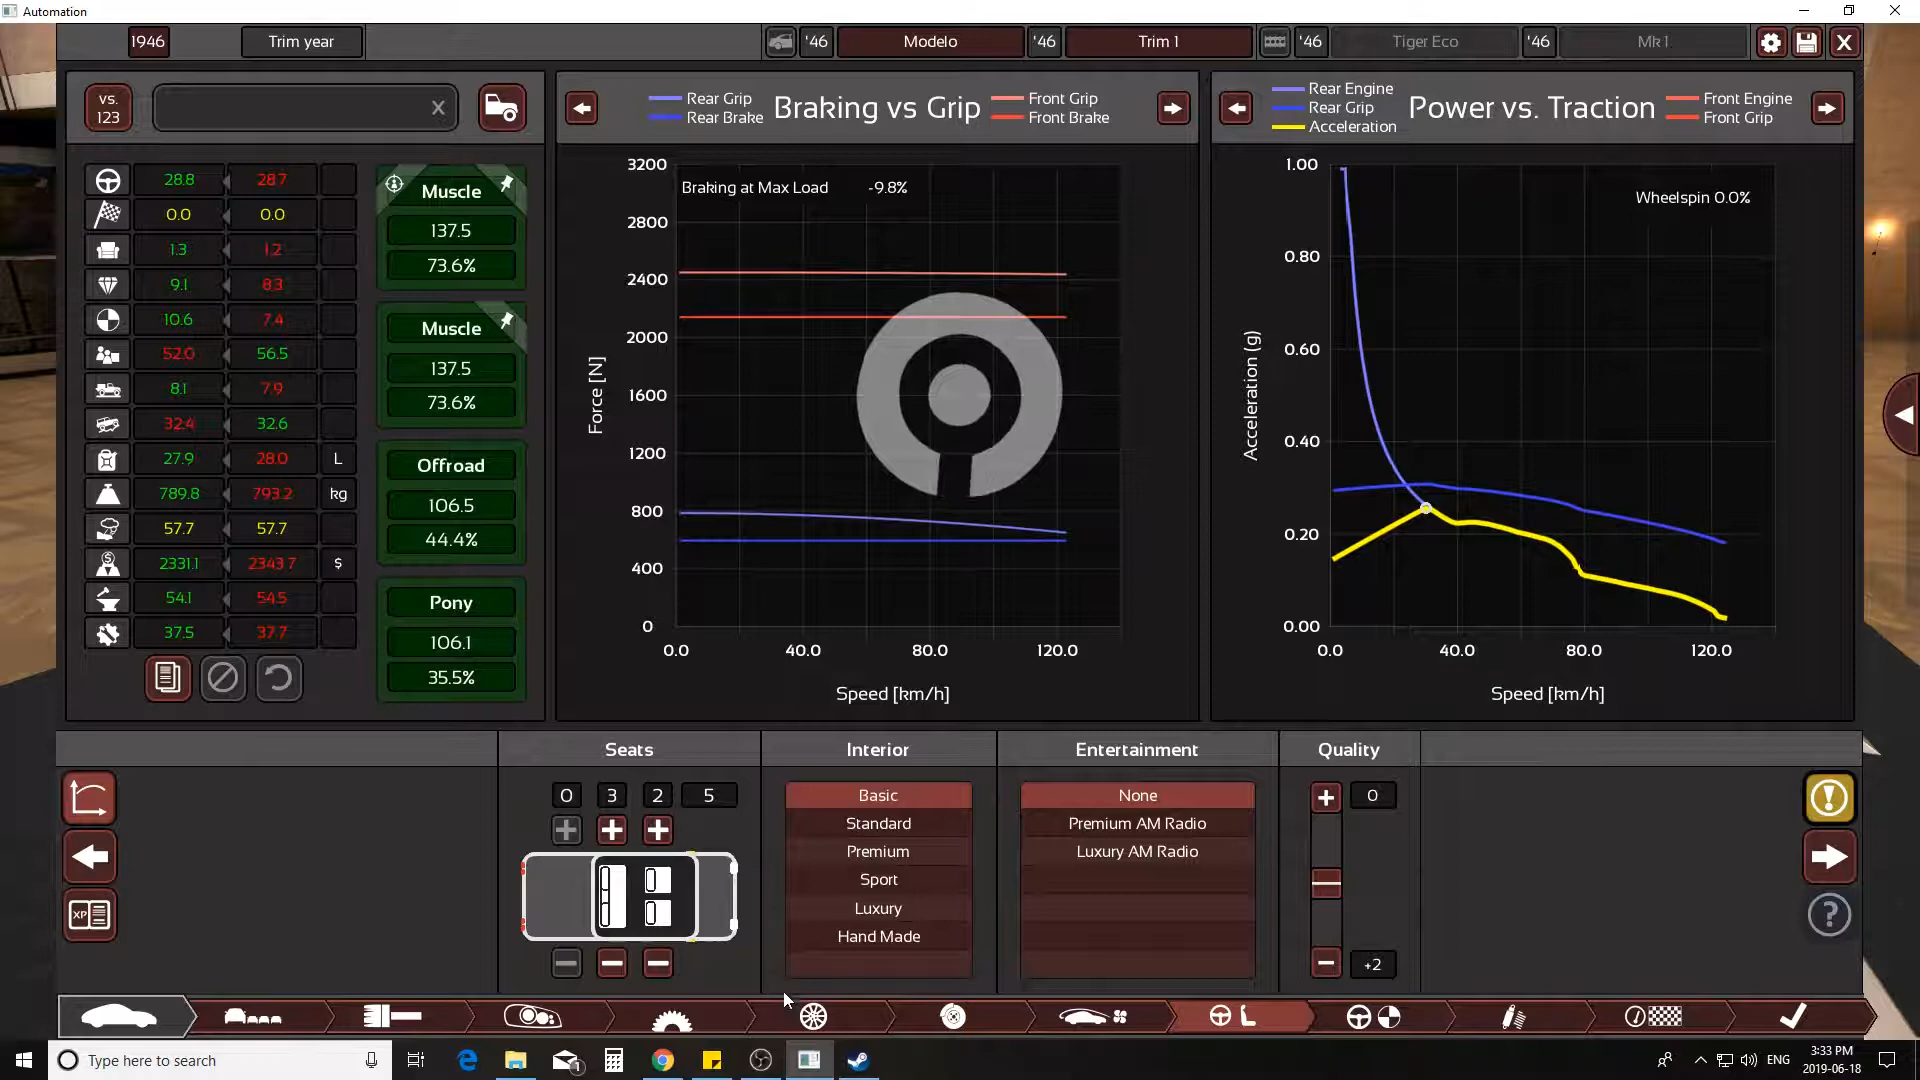 Automation
1946
Trim year
'46
Modelo
'46
Trim 1
'46
Tiger Eco
'46
Mk 1
X
vs.
123
X
Rear Grip
Rear Brake
Braking vs Grip
Front Grip
Front Brake
Rear Engine
Rear Grip
Acceleration
Power vs. Traction
Front Engine
Front Grip
28.8 28.7
0.0 0.0
1.3 1.2
9.1 8.3
10.6 7.4
52.0 56.5
8.1 7.9
32.4 32.6
27.9 28.0 L
789.8 793.2 kg
57.7 57.7
2331.1 2343.7 $
54.1 54.5
37.5 37.7
Muscle
137.5
73.6%
Muscle
137.5
73.6%
Offroad
106.5
44.4%
Pony
106.1
35.5%
Braking at Max Load -9.8%
3200
2800
2400
2000
1600
1200
800
400
0
Force [N]
0.0 40.0 80.0 120.0
Speed [km/h]
Wheelspin 0.0%
1.00
0.80
0.60
0.40
0.20
0.00
Acceleration (g)
0.0 40.0 80.0 120.0
Speed [km/h]
Seats
0 3 2 5
Interior
Basic
Standard
Premium
Sport
Luxury
Hand Made
Entertainment
None
Premium AM Radio
Luxury AM Radio
Quality
0
+2
XP
?
Type here to search
1
ENG
3:33 PM
2019-06-18